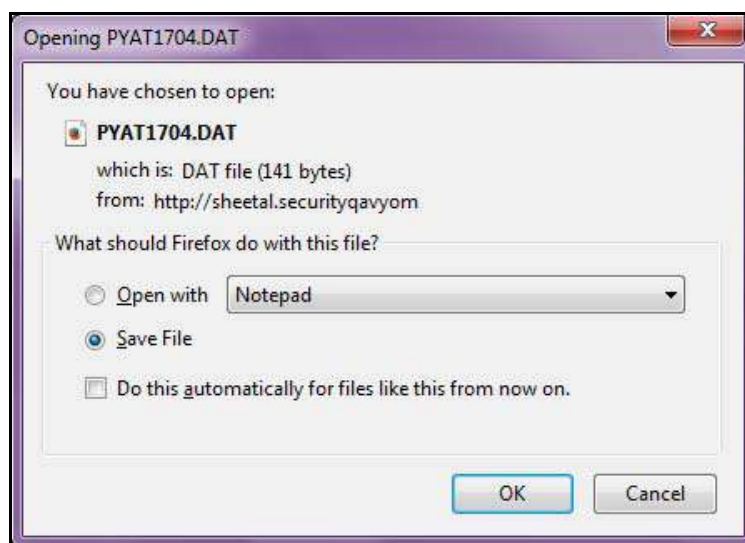 Opening PYAT1704.DAT
You have chosen to open:
PYAT1704.DAT
which is: DAT file (141 bytes)
from: http://sheetal.securityqavyom
What should Firefox do with this file?
Open with Notepad
Save File
Do this automatically for files like this from now on.
OK Cancel